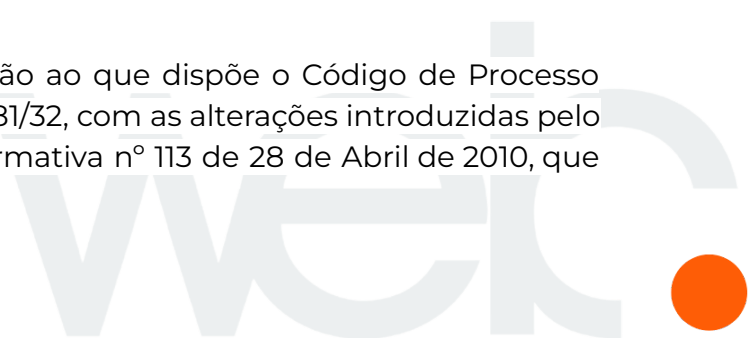 ão ao que dispõe o Código de Processo
81/32, com as alterações introduzidas pelo
rmativa nº 113 de 28 de Abril de 2010, que